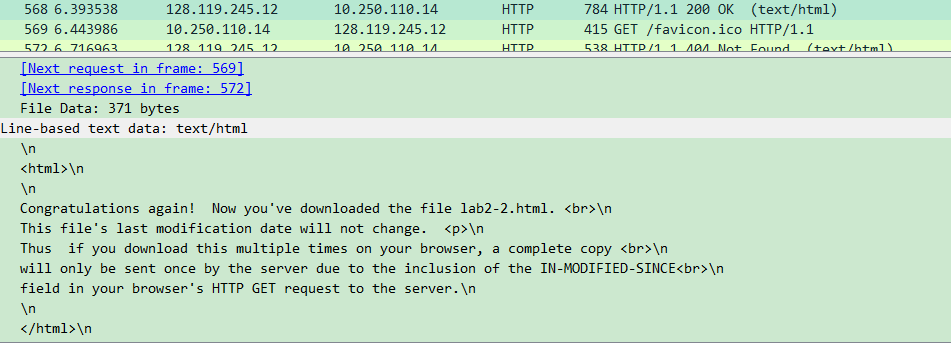 568 6.393538 128.119.245.12 10.250.110.14 HTTP 784 HTTP/1.1 200 OK (text/html)
569 6.443986 10.250.110.14 128.119.245.12 HTTP 415 GET /favicon.ico HTTP/1.1
572 6.716963 128.119.245.12 10.250.110.14 HTTP 538 HTTP/1.1 404 Not Found (text/html)
[Next request in frame: 569]
[Next response in frame: 572]
File Data: 371 bytes
Line-based text data: text/html
\n
<html>\n
\n
Congratulations again!  Now you've downloaded the file lab2-2.html. <br>\n
This file's last modification date will not change.  <p>\n
Thus  if you download this multiple times on your browser, a complete copy <br>\n
will only be sent once by the server due to the inclusion of the IN-MODIFIED-SINCE<br>\n
field in your browser's HTTP GET request to the server.\n
\n
</html>\n